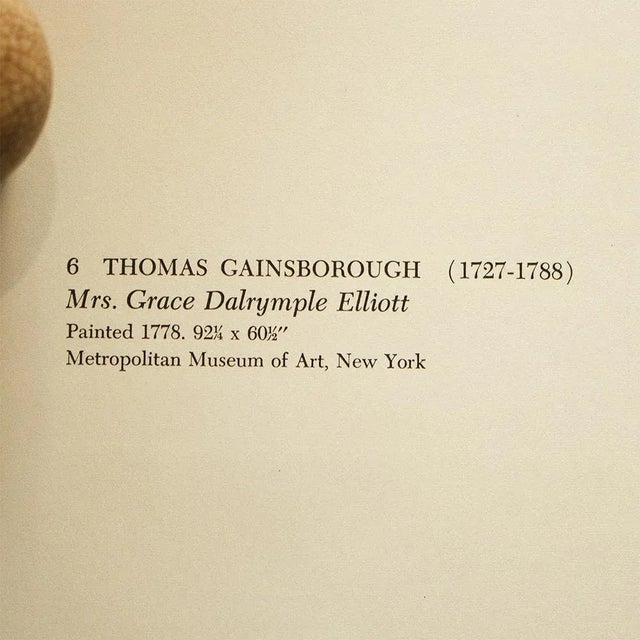 6 THOMAS GAINSBOROUGH (1727-1788)
Mrs. Grace Dalrymple Elliott
Painted 1778. 92¼ x 60½″
Metropolitan Museum of Art, New York